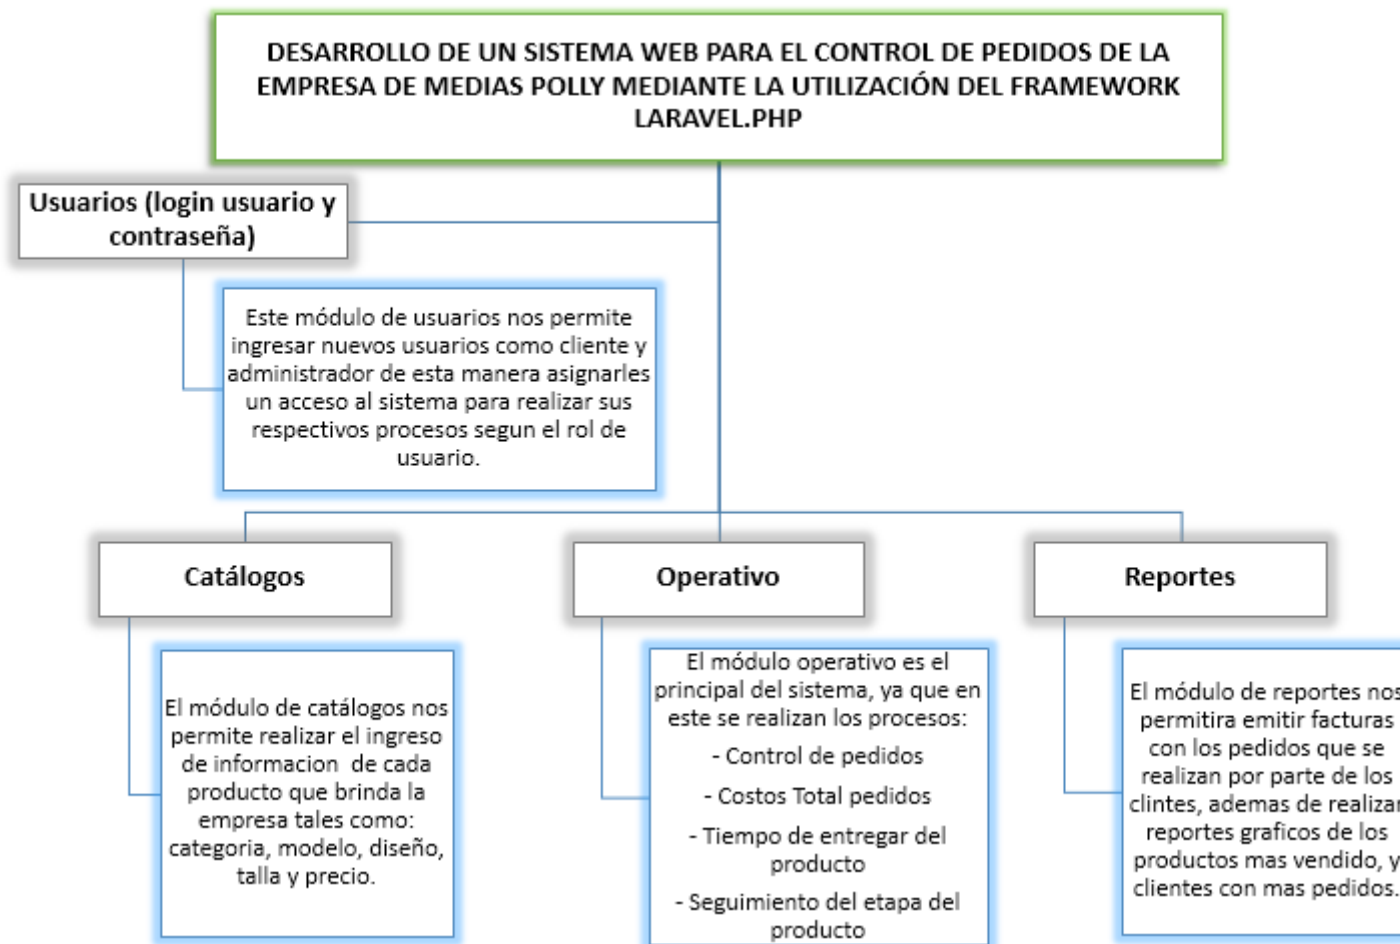 DESARROLLO DE UN SISTEMA WEB PARA EL CONTROL DE PEDIDOS DE LA
EMPRESA DE MEDIAS POLLY MEDIANTE LA UTILIZACIÓN DEL FRAMEWORK
LARAVEL.PHP
Usuarios (login usuario y
contraseña)
Este módulo de usuarios nos permite
ingresar nuevos usuarios como cliente y
administrador de esta manera asignarles
un acceso al sistema para realizar sus
respectivos procesos segun el rol de
usuario.
Catálogos
El módulo de catálogos nos
permite realizar el ingreso
de informacion de cada
producto que brinda la
empresa tales como:
categoria, modelo, diseño,
talla y precio.
Operativo
El módulo operativo es el
principal del sistema, ya que en
este se realizan los procesos:
- Control de pedidos
- Costos Total pedidos
- Tiempo de entregar del
producto
- Seguimiento del etapa del
producto
Reportes
El módulo de reportes nos
permitira emitir facturas
con los pedidos que se
realizan por parte de los
clintes, ademas de realizar
reportes graficos de los
productos mas vendido, y
clientes con mas pedidos.